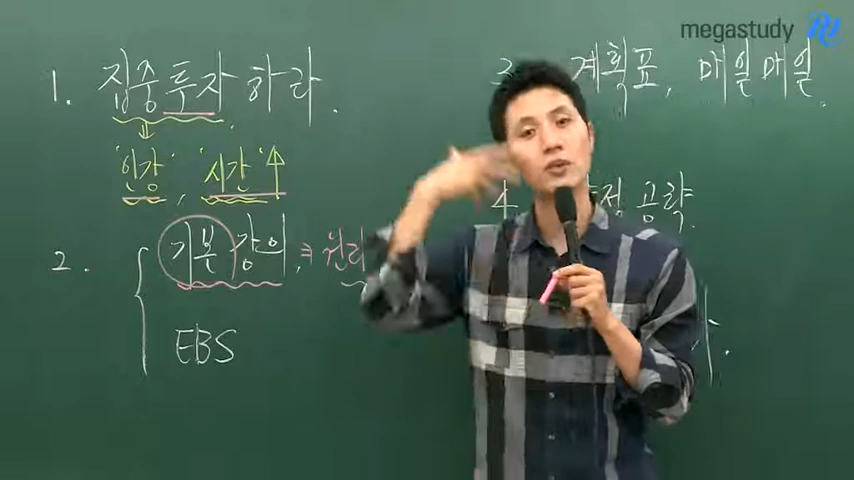 megastudy
1. 집중투자하라.
'인강', '시간'↑
2. 기본강의, ⇒ 원리
EBS
3. 계획표, 매일매일.
4. 공략.